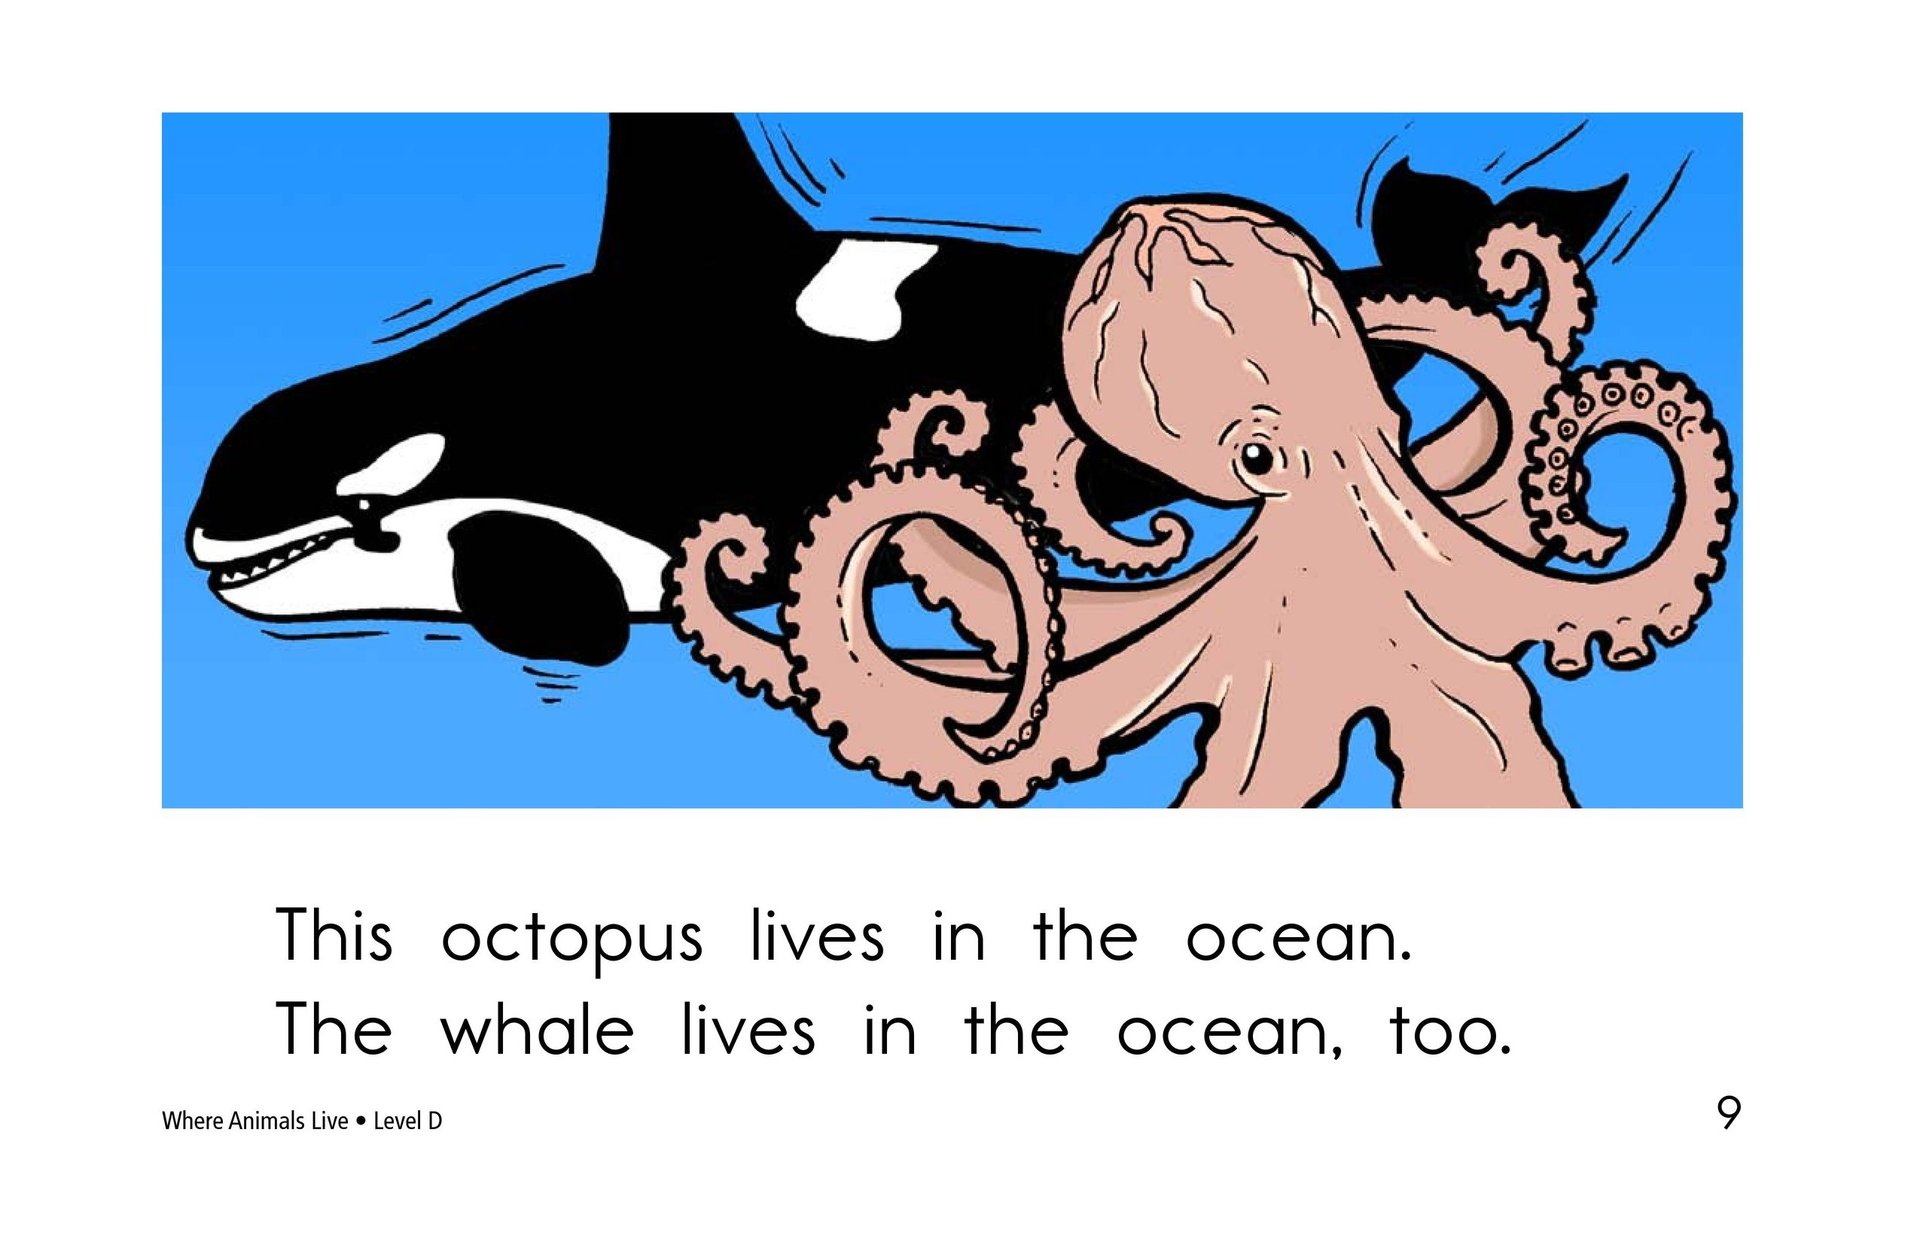 This octopus lives in the ocean.
The whale lives in the ocean, too.
Where Animals Live • Level D
9